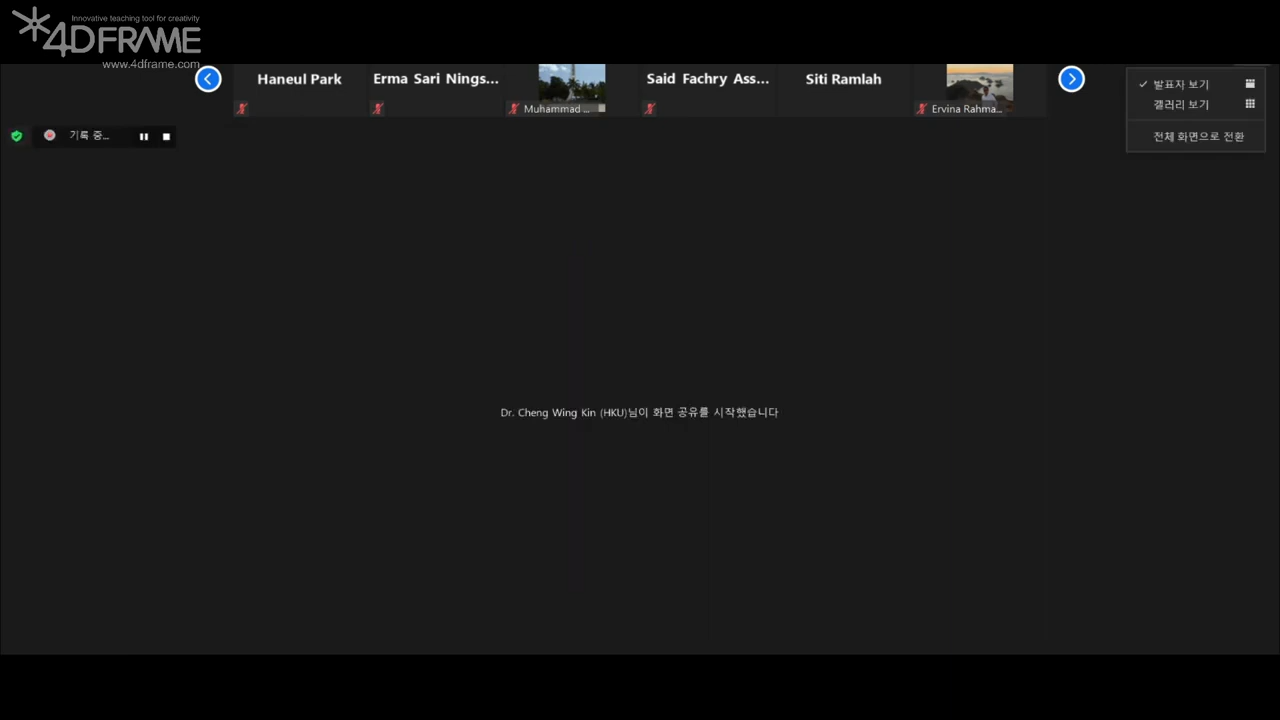 Innovative teaching tool for creativity
4DFRAME
www.4dframe.com
Haneul Park
Erma Sari Nings...
Muhammad ...
Said Fachry Ass...
Siti Ramlah
Ervina Rahma...
발표자 보기
갤러리 보기
전체 화면으로 전환
기록 중...
Dr. Cheng Wing Kin (HKU)님이 화면 공유를 시작했습니다